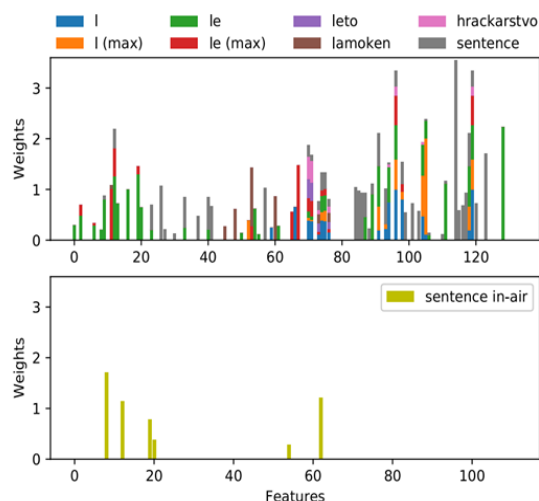 l le leto hrackarstvo
l (max) le (max) lamoken sentence
3
2
1
0
Weights
0 20 40 60 80 100 120
3
2
1
0
Weights
sentence in-air
0 20 40 60 80 100
Features